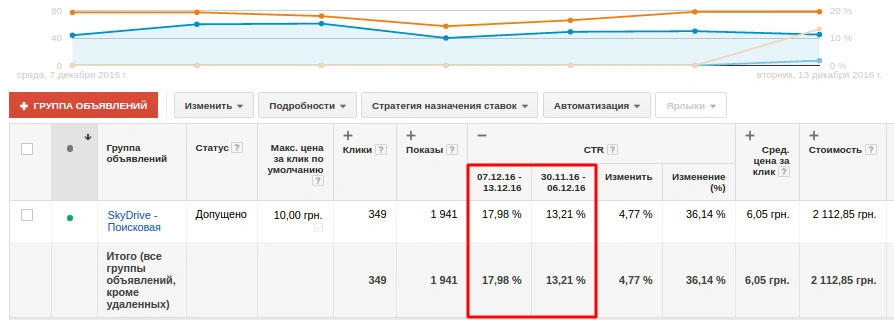 80 20 %
40 10 %
0 0 %
среда, 7 декабря 2016 г. вторник, 13 декабря 2016 г.
+ ГРУППА ОБЪЯВЛЕНИЙ Изменить Подробности Стратегия назначения ставок Автоматизация Ярлыки
Группа объявлений
Статус ?
Макс. цена за клик по умолчанию ?
Клики ?
Показы ?
CTR ?
07.12.16 - 13.12.16
30.11.16 - 06.12.16
Изменить
Изменение (%)
Сред. цена за клик ?
Стоимость ?
SkyDrive - Поисковая
Допущено 10,00 грн. 349 1 941 17,98 % 13,21 % 4,77 % 36,14 % 6,05 грн. 2 112,85 грн.
Итого (все группы объявлений, кроме удаленных)
349 1 941 17,98 % 13,21 % 4,77 % 36,14 % 6,05 грн. 2 112,85 грн.